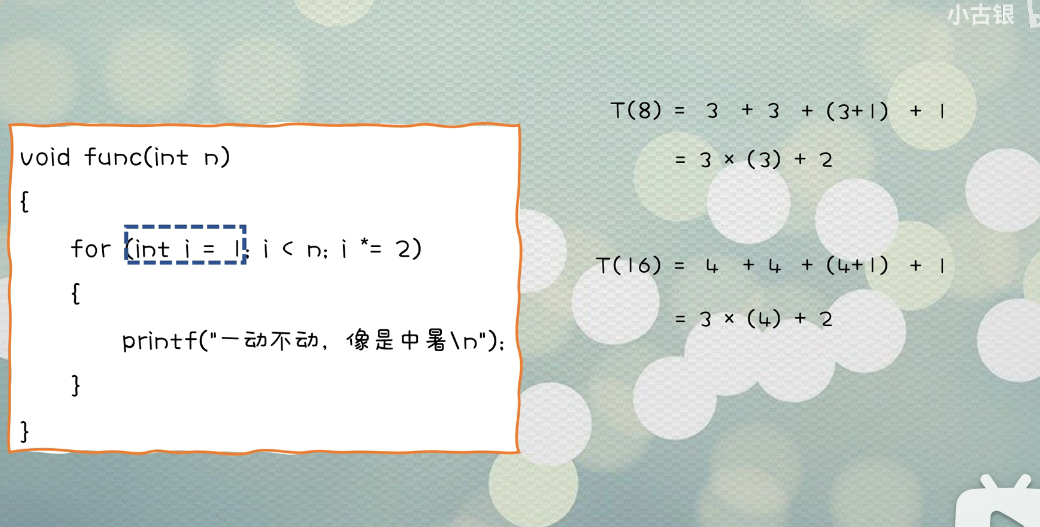 小古银
T(8) = 3 + 3 + (3+1) + 1
= 3 × (3) + 2
T(16) = 4 + 4 + (4+1) + 1
= 3 × (4) + 2
void func(int n)
{
for (int i = 1; i < n; i *= 2)
{
printf("一动不动，像是中暑\n");
}
}